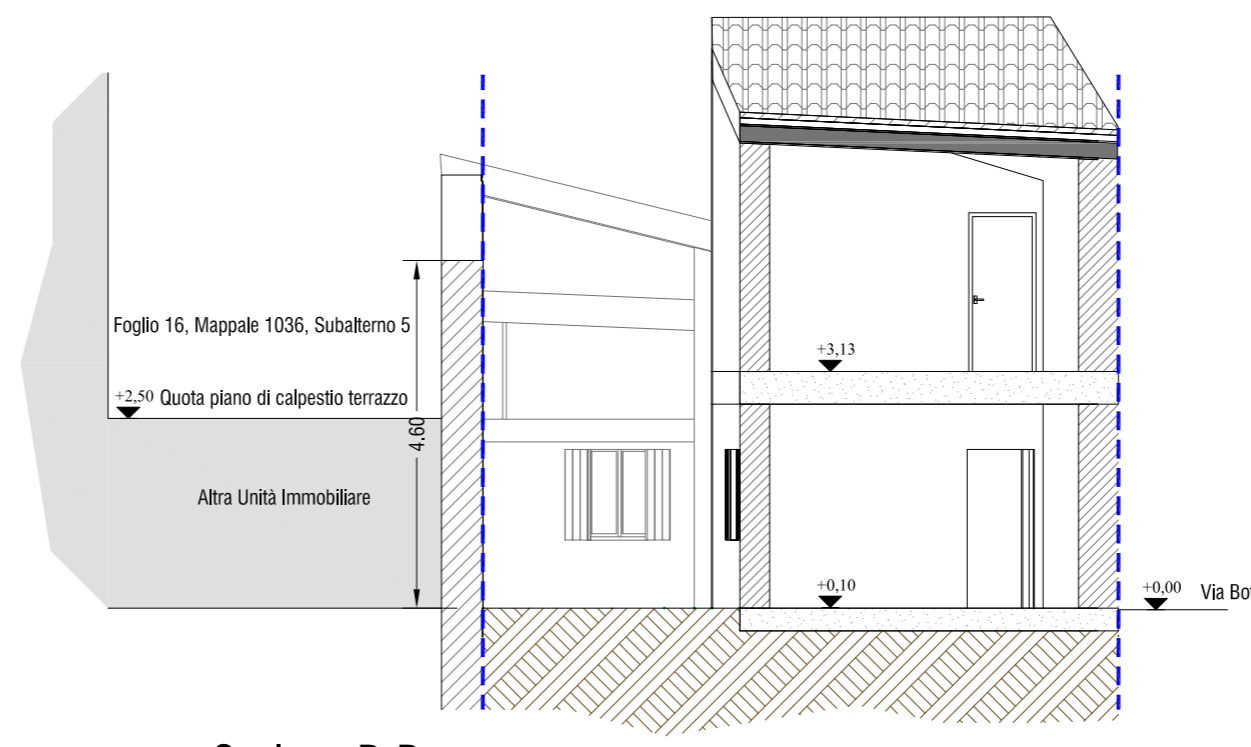 Foglio 16, Mappale 1036, Subalterno 5
+3,13
+2,50 Quota piano di calpestio terrazzo
4.60
Altra Unità Immobiliare
+0,10
+0,00 Via